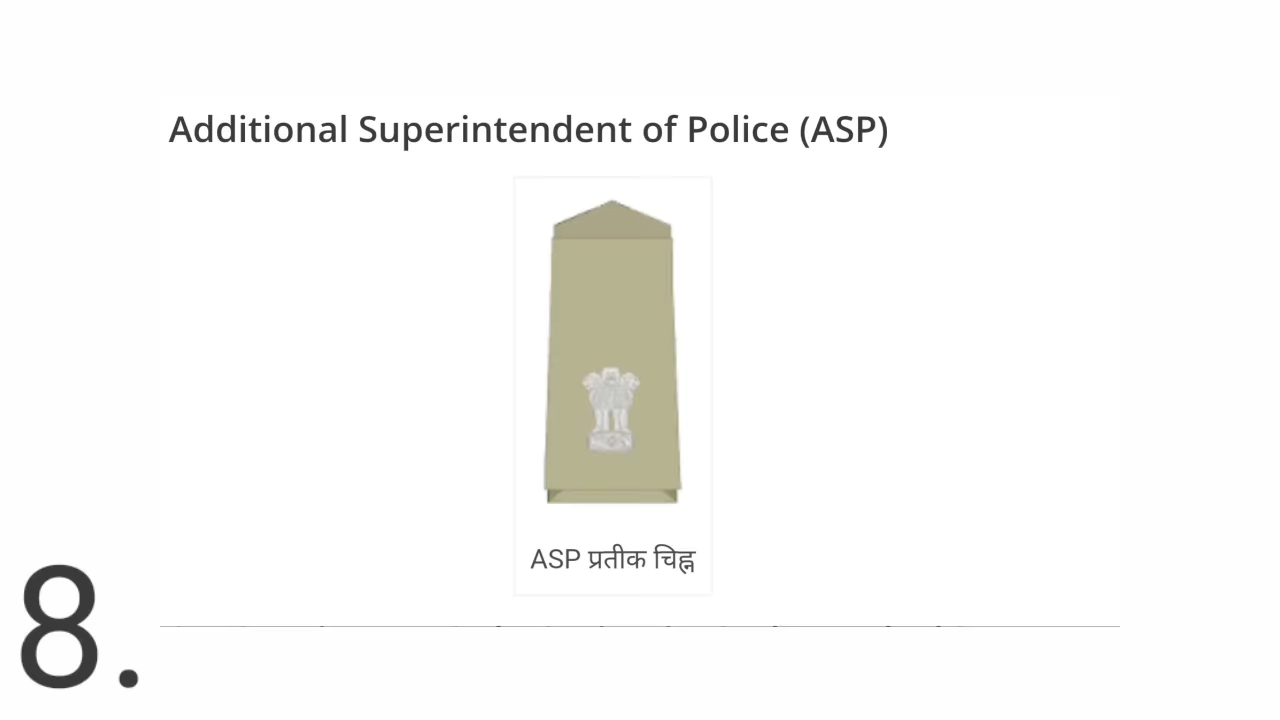 Additional Superintendent of Police (ASP)
ASP प्रतीक चिह्न
8.